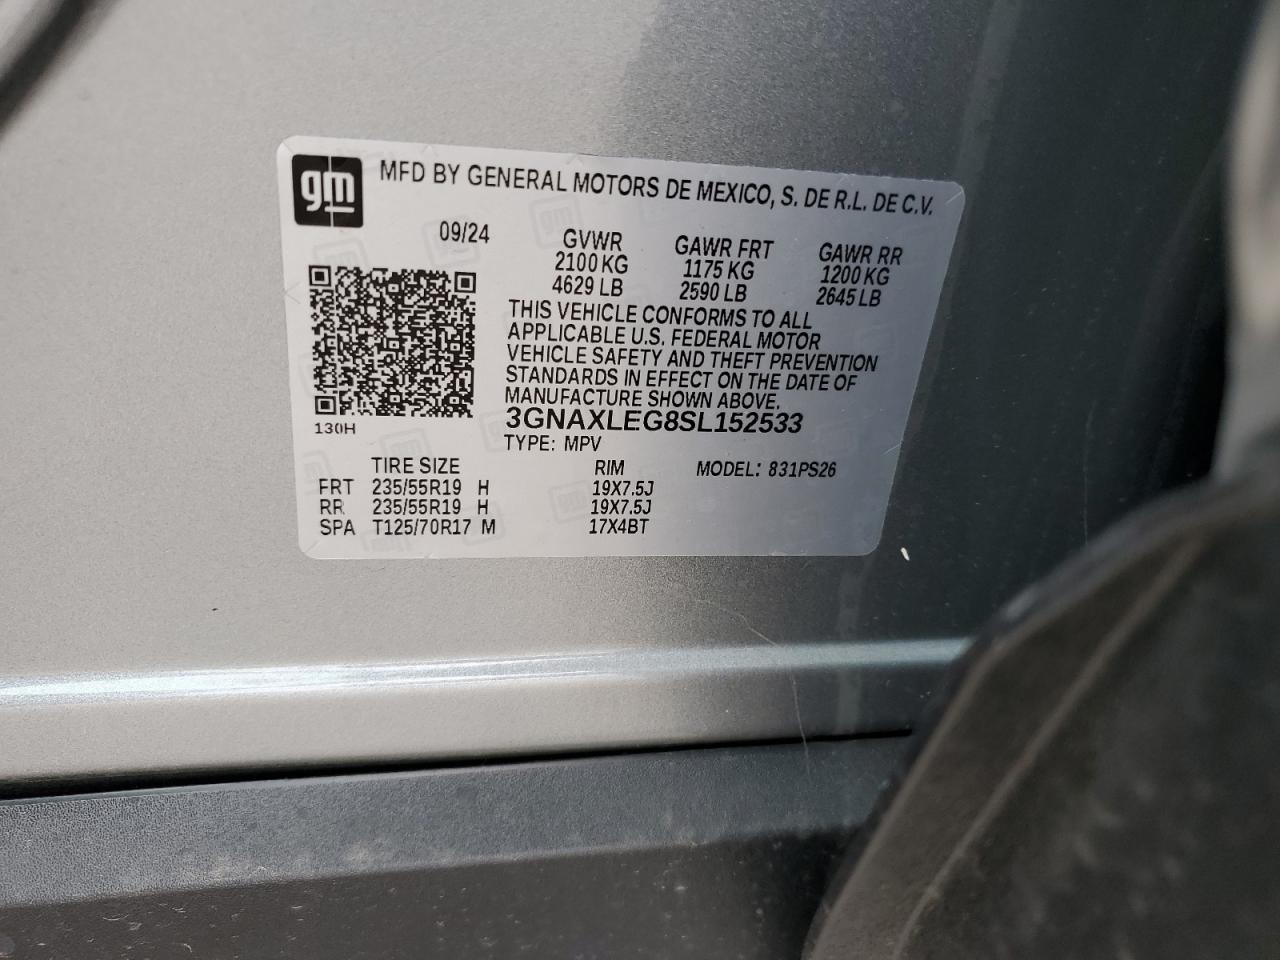 gm
MFD BY GENERAL MOTORS DE MEXICO, S. DE R.L. DE C.V.
09/24
GVWR GAWR FRT GAWR RR
2100 KG 1175 KG 1200 KG
4629 LB 2590 LB 2645 LB
THIS VEHICLE CONFORMS TO ALL
APPLICABLE U.S. FEDERAL MOTOR
VEHICLE SAFETY AND THEFT PREVENTION
STANDARDS IN EFFECT ON THE DATE OF
MANUFACTURE SHOWN ABOVE.
130H
3GNAXLEG8SL152533
TYPE: MPV
TIRE SIZE RIM MODEL: 831PS26
FRT 235/55R19 H 19X7.5J
RR 235/55R19 H 19X7.5J
SPA T125/70R17 M 17X4BT